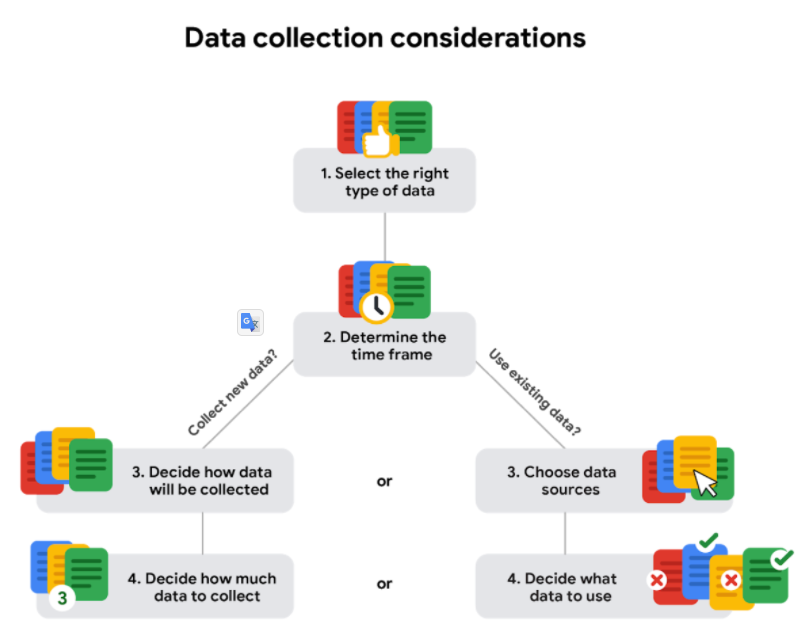 Data collection considerations
1. Select the right
type of data
2. Determine the
time frame
Collect new data?
Use existing data?
3. Decide how data
will be collected
or
3. Choose data
sources
4. Decide how much
data to collect
3
or
4. Decide what
data to use
G